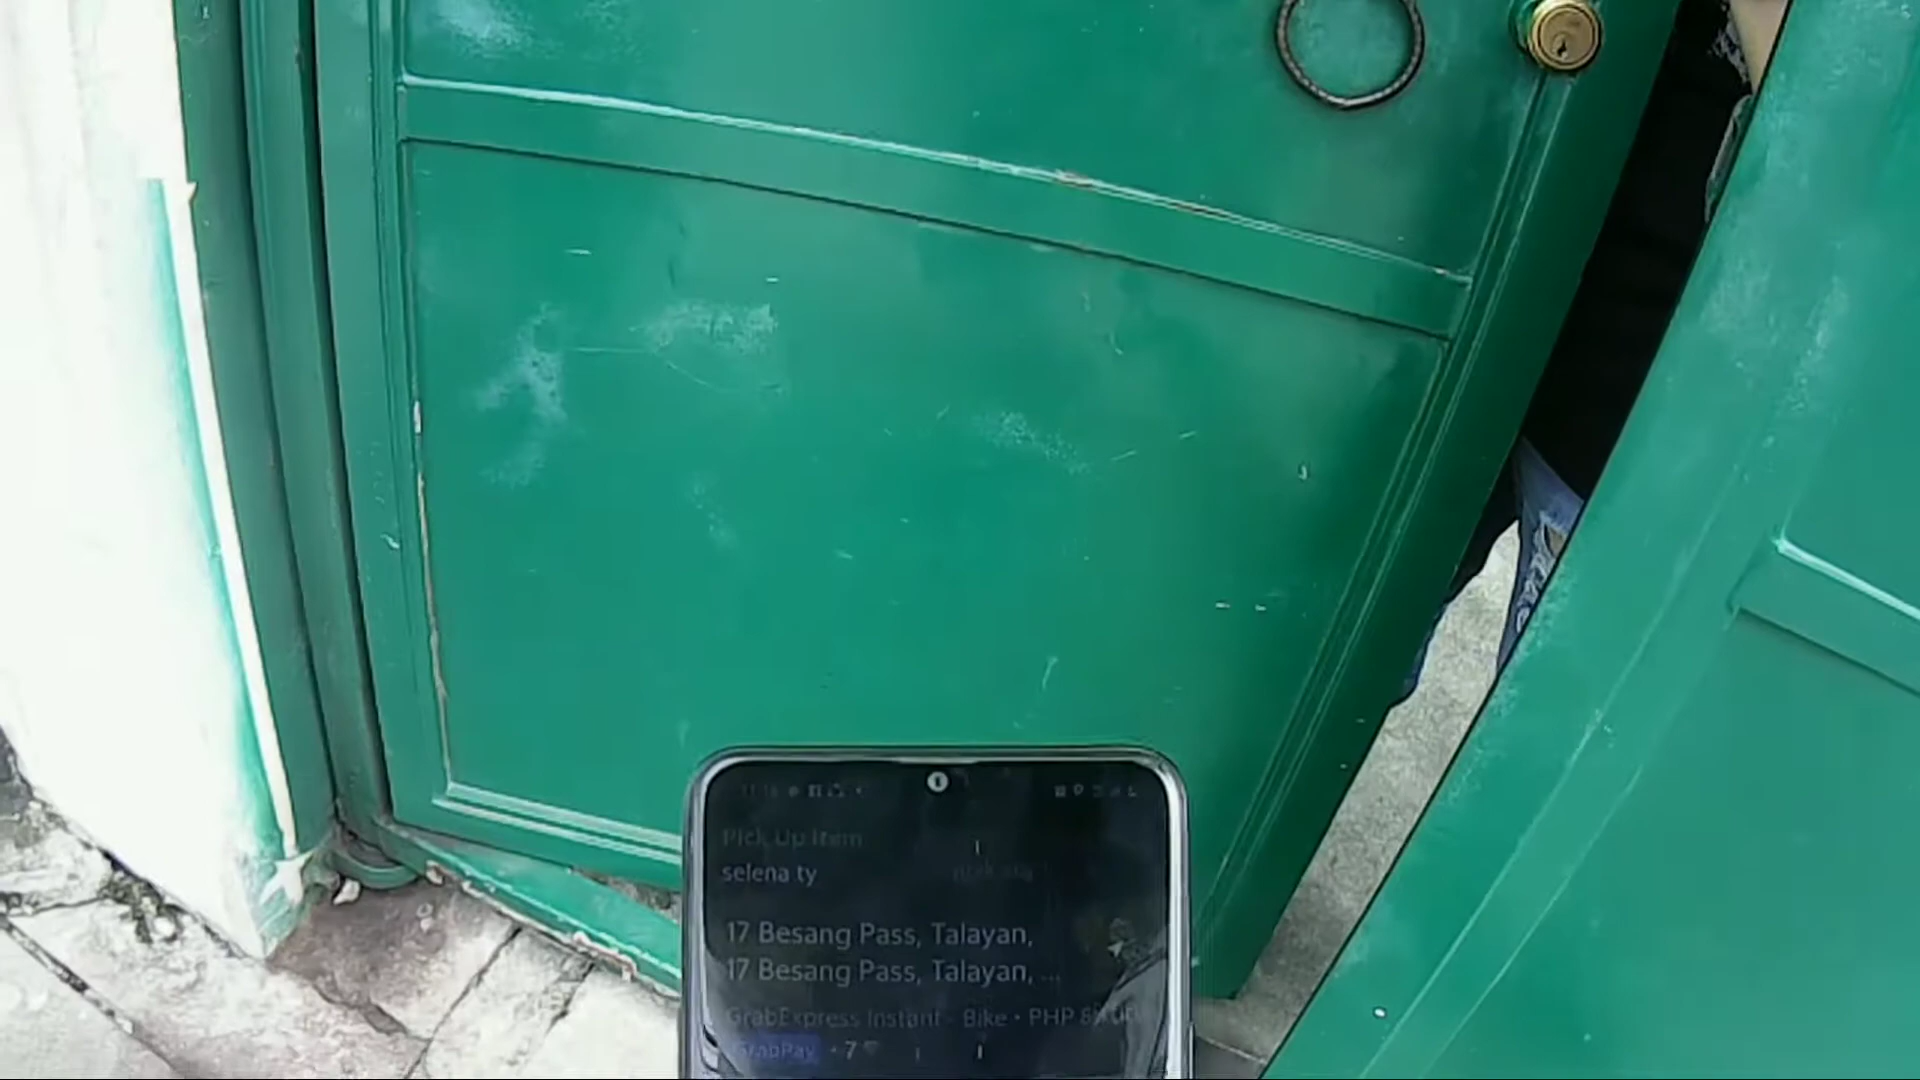 Pick Up Item
selena ty
17 Besang Pass, Talayan,
17 Besang Pass, Talayan, ...
GrabExpress Instant - Bike • PHP
GrabPay